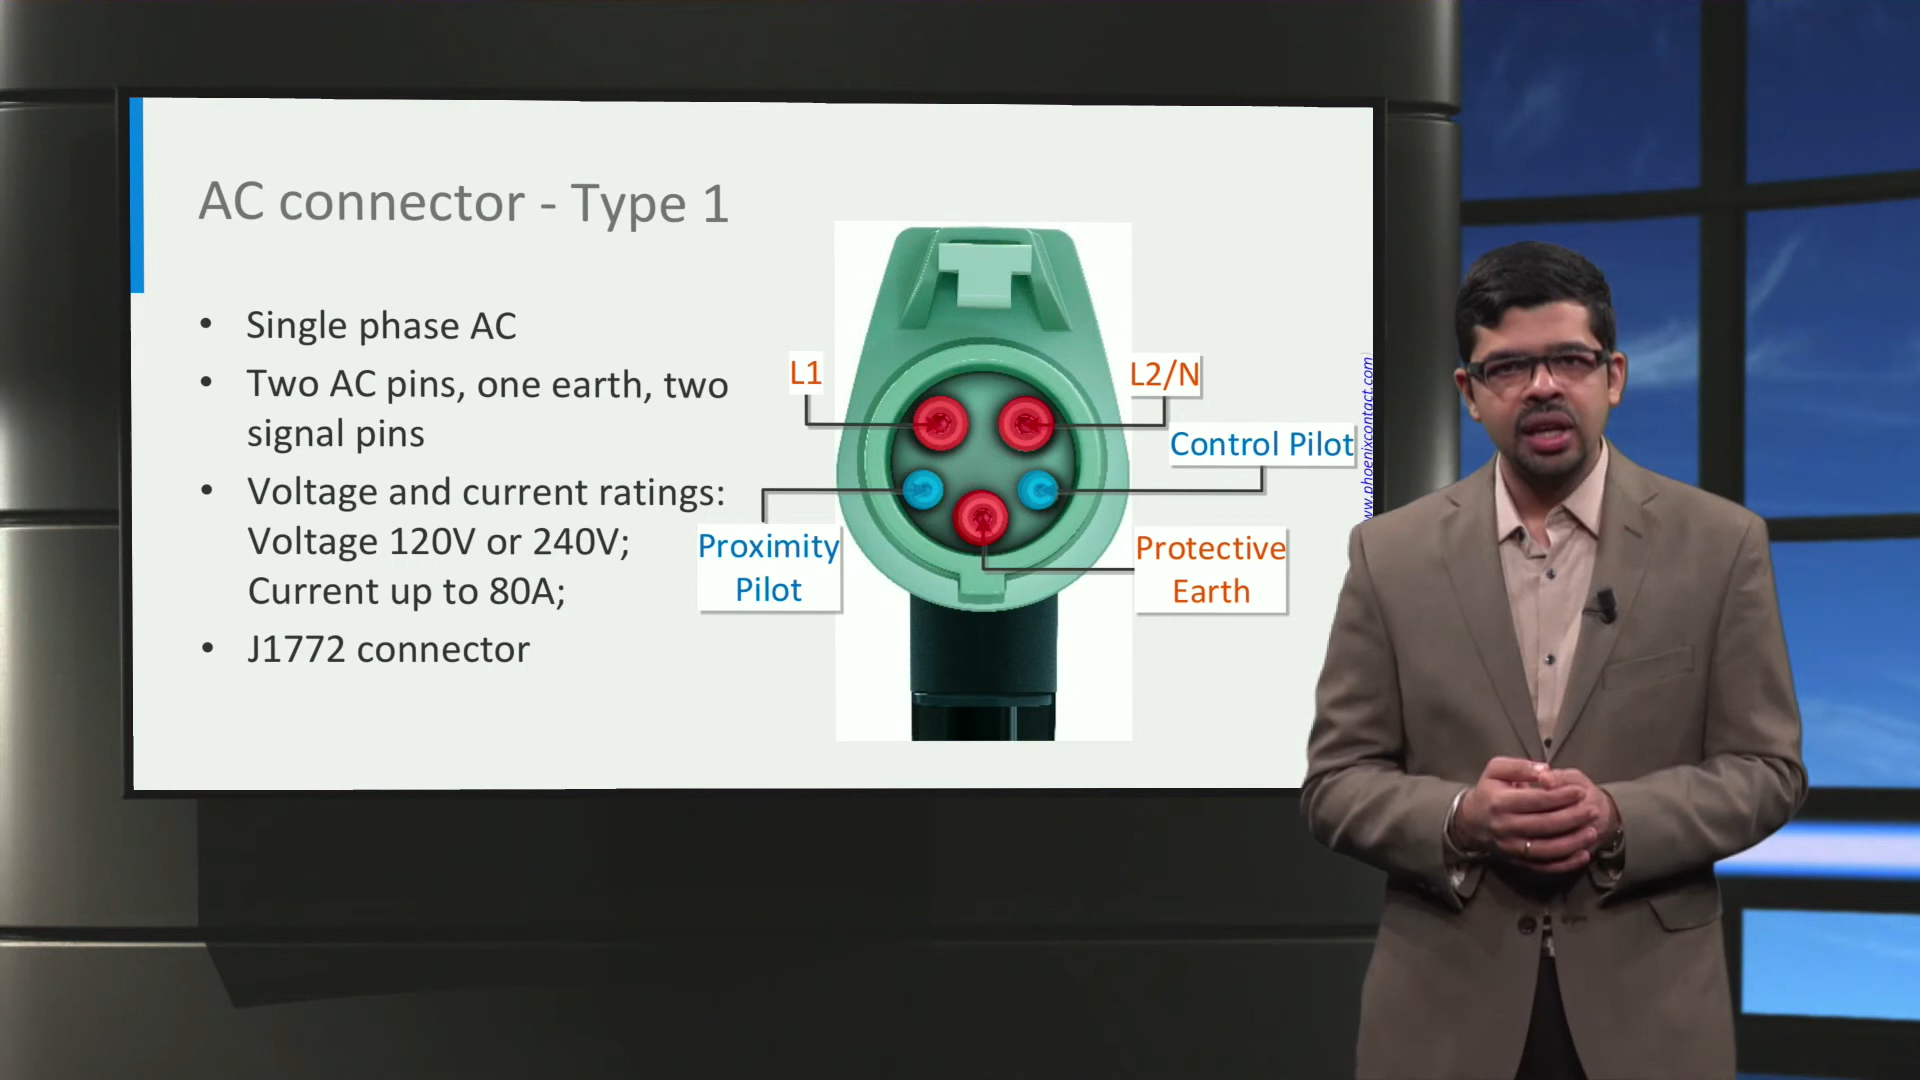 AC connector - Type 1
• Single phase AC
• Two AC pins, one earth, two
signal pins
• Voltage and current ratings:
Voltage 120V or 240V;
Current up to 80A;
• J1772 connector
L1
L2/N
Control Pilot
Proximity
Pilot
Protective
Earth
phoenixcontact.com)